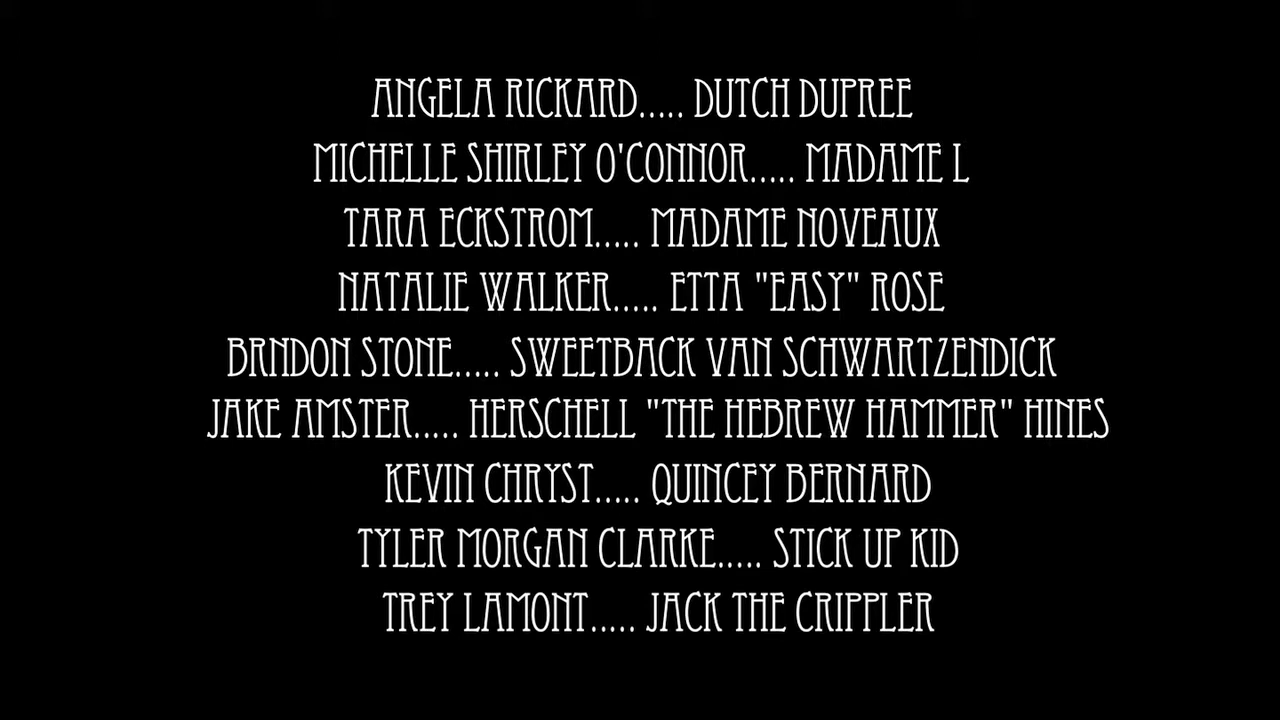 ANGELA RICKARD..... DUTCH DUPREE
MICHELLE SHIRLEY O'CONNOR..... MADAME L
TARA ECKSTROM..... MADAME NOVEAUX
NATALIE WALKER..... ETTA "EASY" ROSE
BRNDON STONE..... SWEETBACK VAN SCHWARTZENDICK
JAKE AMSTER..... HERSCHELL "THE HEBREW HAMMER" HINES
KEVIN CHRYST..... QUINCEY BERNARD
TYLER MORGAN CLARKE..... STICK UP KID
TREY LAMONT..... JACK THE CRIPPLER